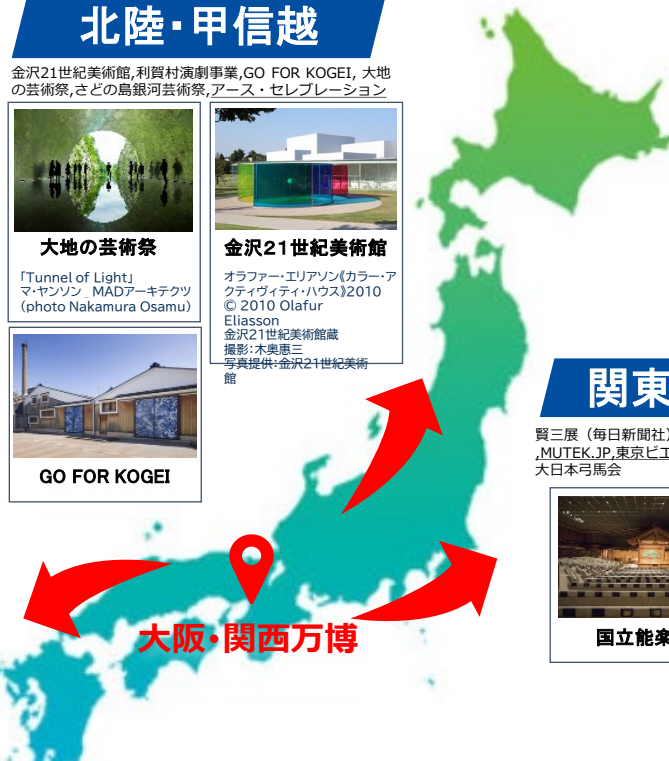 北陸・甲信越
金沢21世紀美術館,利賀村演劇事業,GO FOR KOGEI, 大地
の芸術祭,さどの島銀河芸術祭,アース・セレブレーション
大地の芸術祭
「Tunnel of Light」
マ・ヤンソン _ MADアーキテクツ
(photo Nakamura Osamu)
金沢21世紀美術館
オラファー・エリアソン《カラー・ア
クティヴィティ・ハウス》2010
© 2010 Olafur
Eliasson
金沢21世紀美術館蔵
撮影:木奥惠三
写真提供:金沢21世紀美術
館
GO FOR KOGEI
関東
賢三展（毎日新聞社）
,MUTEK.JP,東京ビエ
大日本弓馬会
国立能楽
大阪・関西万博